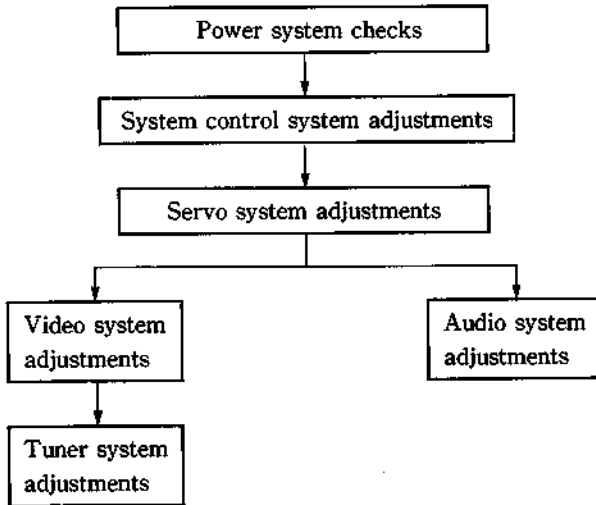 Power system checks
System control system adjustments
Servo system adjustments
Video system
adjustments
Audio system
adjustments
Tuner system
adjustments